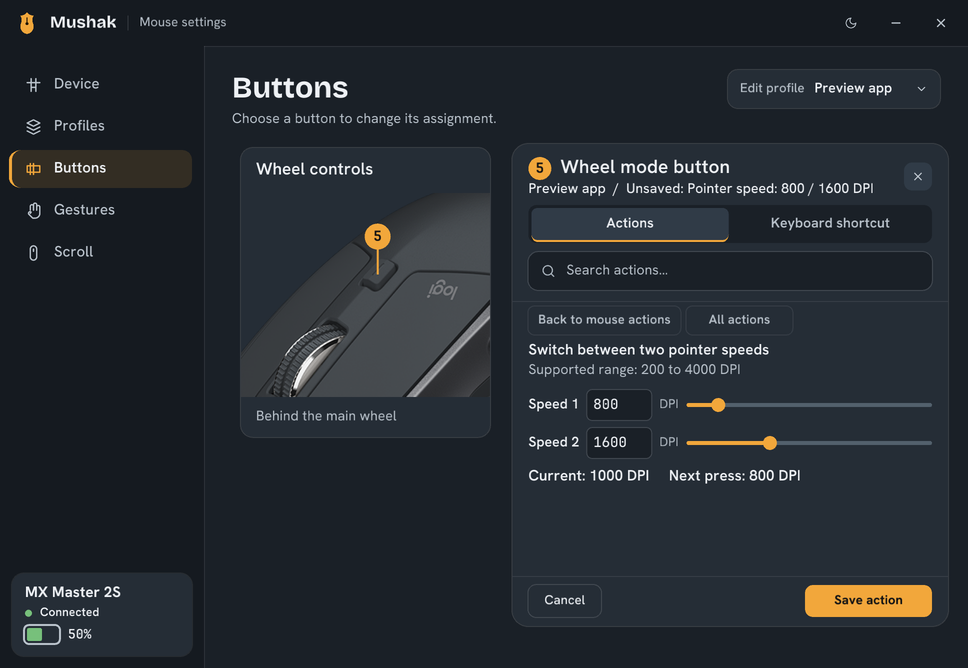 Mushak
Mouse settings
Device
Profiles
Buttons
Gestures
Scroll
MX Master 2S
Connected
50%
Buttons
Choose a button to change its assignment.
Edit profile Preview app
Wheel controls
5
logi
Behind the main wheel
5 Wheel mode button
Preview app / Unsaved: Pointer speed: 800 / 1600 DPI
Actions
Keyboard shortcut
Search actions...
Back to mouse actions
All actions
Switch between two pointer speeds
Supported range: 200 to 4000 DPI
Speed 1 800 DPI
Speed 2 1600 DPI
Current: 1000 DPI Next press: 800 DPI
Cancel
Save action